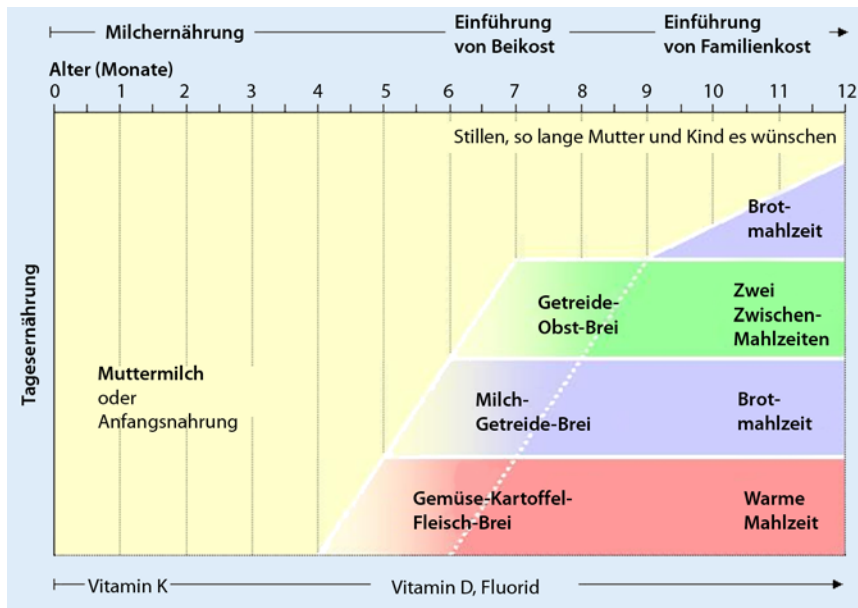 Milchernährung
Einführung
von Beikost
Einführung
von Familienkost
Alter (Monate)
0 1 2 3 4 5 6 7 8 9 10 11 12
Stillen, so lange Mutter und Kind es wünschen
Brot-
mahlzeit
Tagesernährung
Getreide-
Obst-Brei
Zwei
Zwischen-
Mahlzeiten
Muttermilch
oder
Anfangsnahrung
Milch-
Getreide-Brei
Brot-
mahlzeit
Gemüse-Kartoffel-
Fleisch-Brei
Warme
Mahlzeit
Vitamin K
Vitamin D, Fluorid